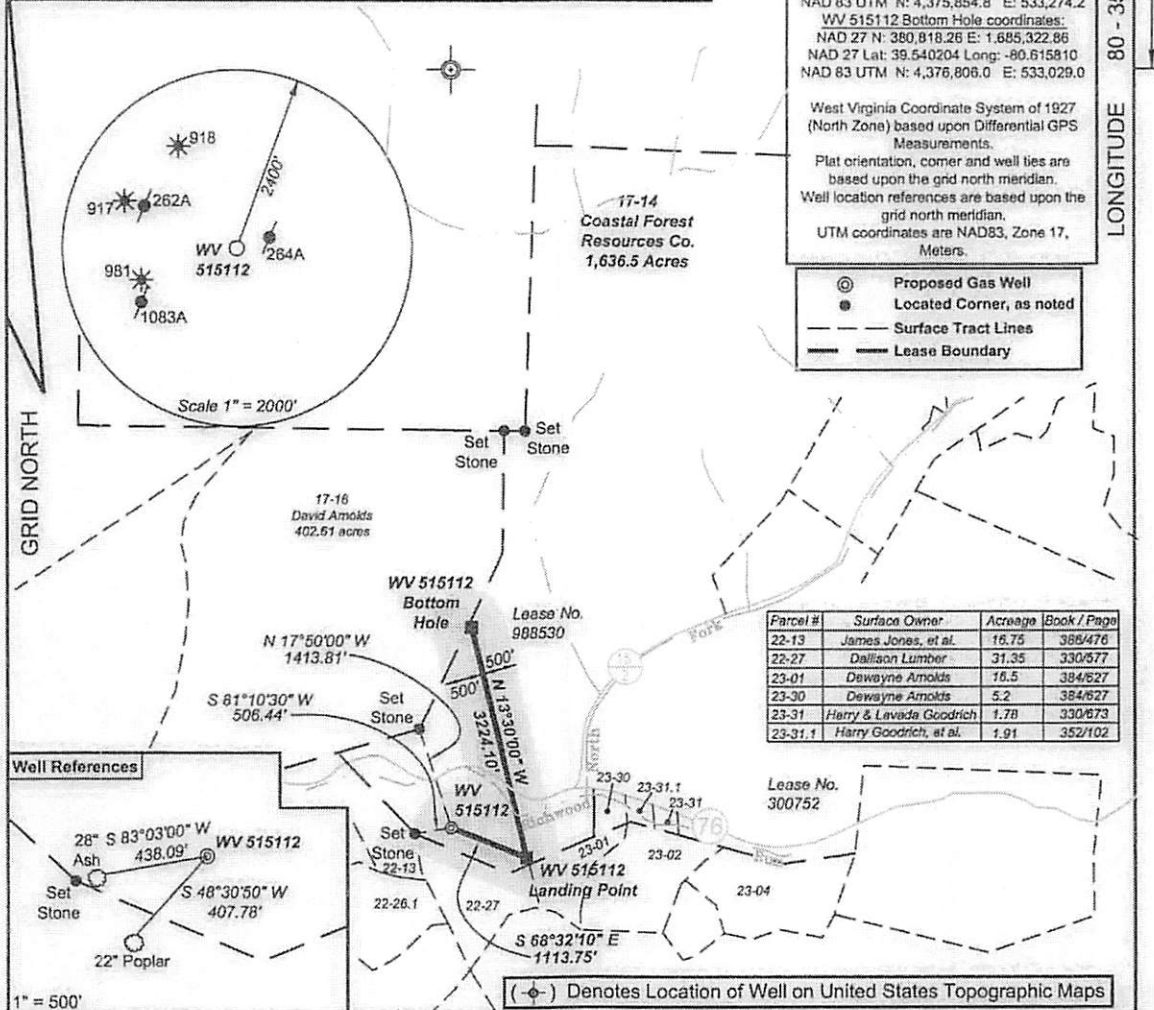 NAD 83 UTM N: 4,375,854.8 E: 533,274.2
WV 515112 Bottom Hole coordinates:
NAD 27 N: 380,818.26 E: 1,685,322.86
NAD 27 Lat: 39.540204 Long: -80.615810
NAD 83 UTM N: 4,376,806.0 E: 533,029.0
West Virginia Coordinate System of 1927
(North Zone) based upon Differential GPS
Measurements.
Plat orientation, corner and well ties are
based upon the grid north meridian.
Well location references are based upon the
grid north meridian.
UTM coordinates are NAD83, Zone 17,
Meters.
LONGITUDE 80 - 35
Proposed Gas Well
Located Corner, as noted
Surface Tract Lines
Lease Boundary
918
917
262A
2400'
WV
515112
264A
981
1083A
Scale 1" = 2000'
GRID NORTH
17-14
Coastal Forest
Resources Co.
1,636.5 Acres
Set
Stone
Set
Stone
17-16
David Arnolds
402.51 acres
WV 515112
Bottom
Hole
Lease No.
988530
N 17°50'00" W
1413.81'
S 81°10'30" W
506.44'
500'
500'
N 13°30'00" W
3224.10'
Set
Stone
Fork
North
Parcel # Surface Owner Acreage Book / Page
22-13 James Jones, et al. 16.75 386/476
22-27 Dallison Lumber 31.35 330/577
23-01 Dewayne Arnolds 16.5 384/627
23-30 Dewayne Arnolds 5.2 384/627
23-31 Harry & Lavada Goodrich 1.78 330/673
23-31.1 Harry Goodrich, et al. 1.91 352/102
WV
515112
Set
Stone
23-30
23-31.1
23-31
76
Run
Lease No.
300752
23-01
23-02
23-04
22-13
22-26.1
22-27
WV 515112
Landing Point
S 68°32'10" E
1113.75'
Well References
28"
Ash
S 83°03'00" W
438.09'
WV 515112
Set
Stone
S 48°30'50" W
407.78'
22" Poplar
1" = 500'
( ) Denotes Location of Well on United States Topographic Maps